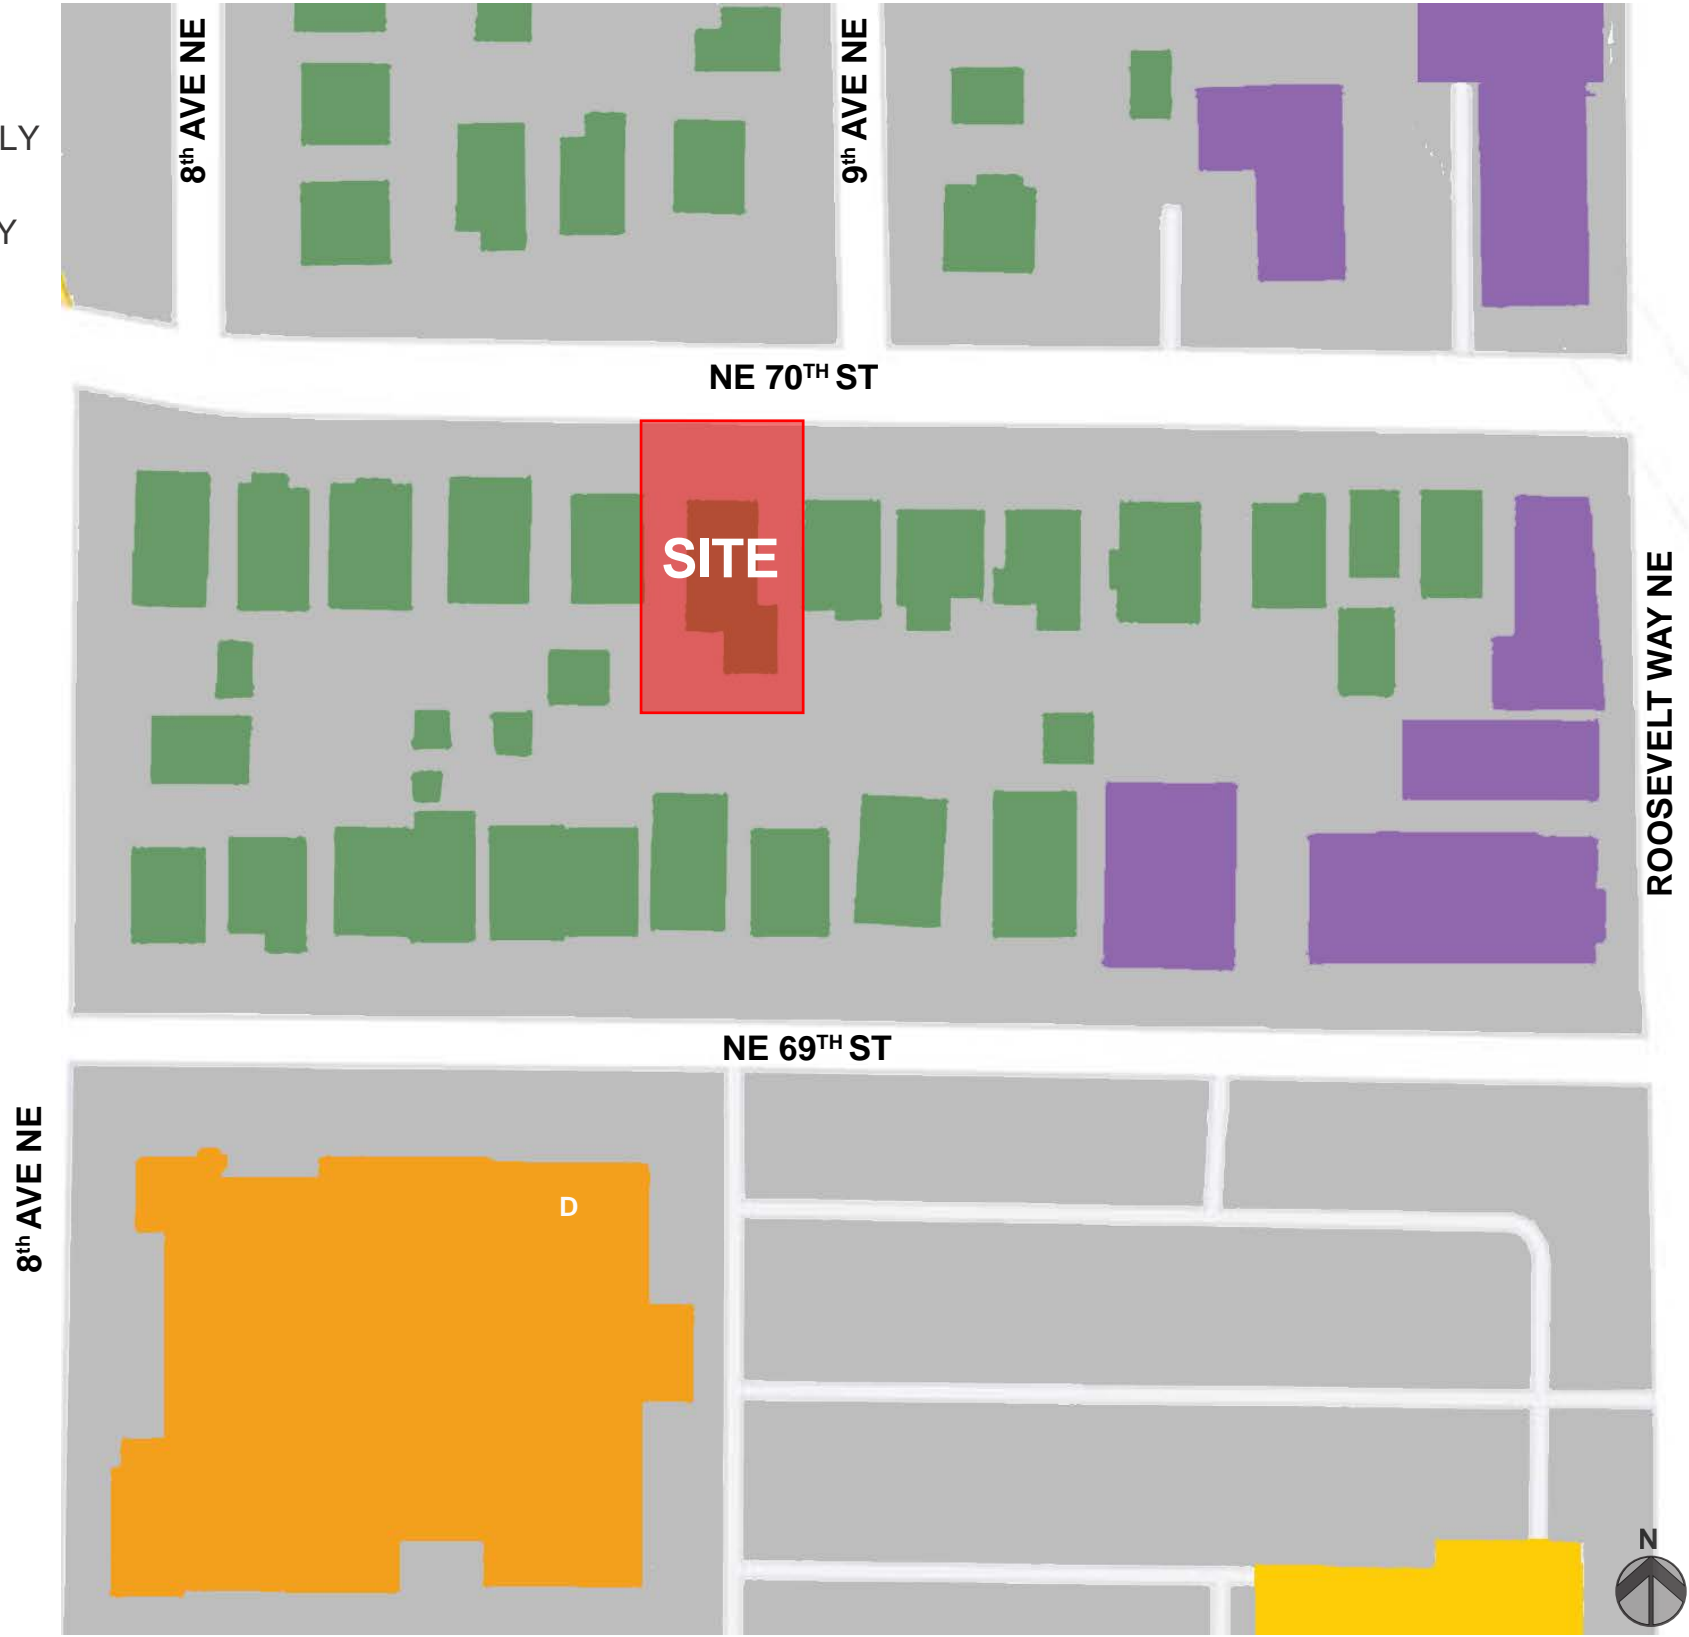 8th AVE NE
9th AVE NE
LY
Y
NE 70TH ST
SITE
ROOSEVELT WAY NE
NE 69TH ST
8th AVE NE
D
N